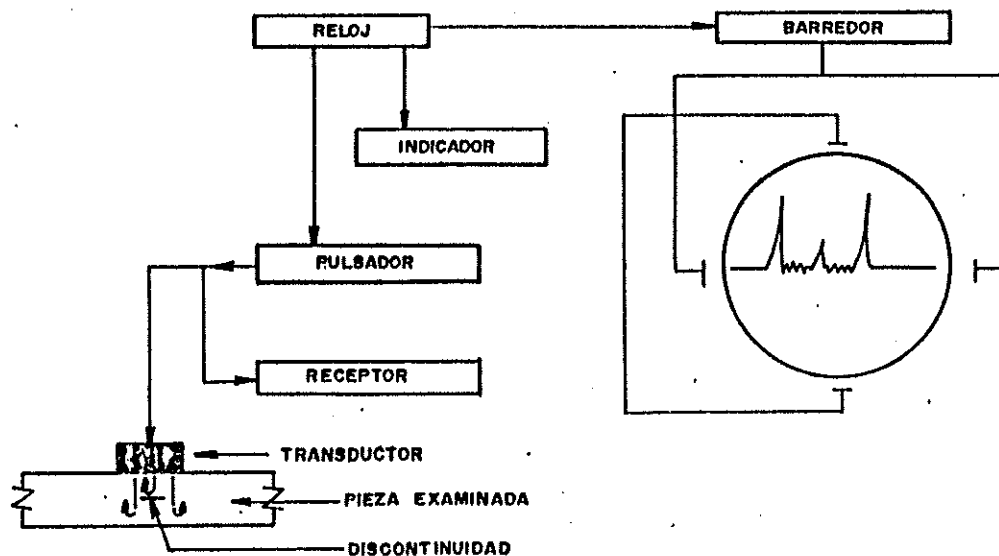 RELOJ
BARREDOR
INDICADOR
PULSADOR
RECEPTOR
TRANSDUCTOR
PIEZA EXAMINADA
DISCONTINUIDAD